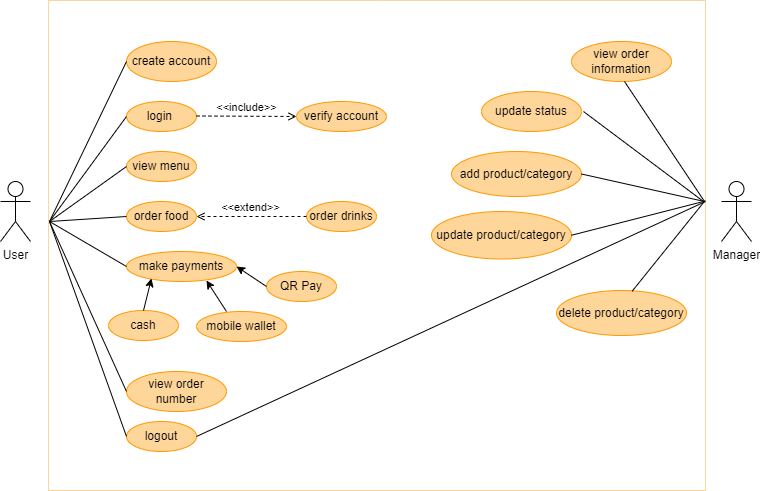 create account
login
<<include>>
verify account
view menu
order food
<<extend>>
order drinks
User
make payments
QR Pay
cash
mobile wallet
view order
number
logout
view order
information
update status
add product/category
update product/category
Manager
delete product/category